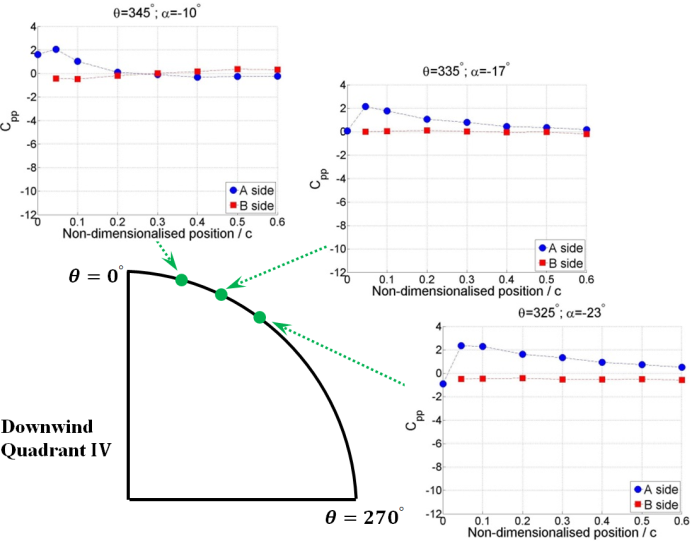 θ=345°; α=-10°
4
2
0
-2
-4
-6
-8
-10
-12
C_pp
0 0.1 0.2 0.3 0.4 0.5 0.6
Non-dimensionalised position / c
A side
B side
θ=335°; α=-17°
4
2
0
-2
-4
-6
-8
-10
-12
C_pp
0 0.1 0.2 0.3 0.4 0.5 0.6
Non-dimensionalised position / c
A side
B side
θ=325°; α=-23°
4
2
0
-2
-4
-6
-8
-10
-12
C_pp
0 0.1 0.2 0.3 0.4 0.5 0.6
Non-dimensionalised position / c
A side
B side
θ = 0°
Downwind
Quadrant IV
θ = 270°